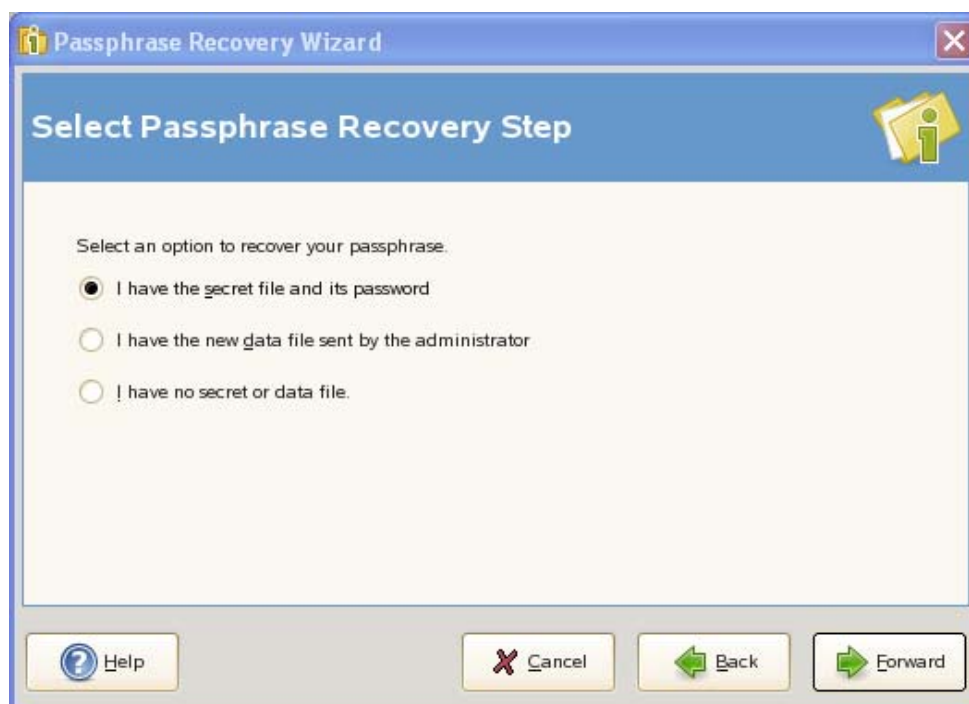 Passphrase Recovery Wizard
Select Passphrase Recovery Step
Select an option to recover your passphrase.
I have the secret file and its password
I have the new data file sent by the administrator
I have no secret or data file.
Help
Cancel
Back
Forward